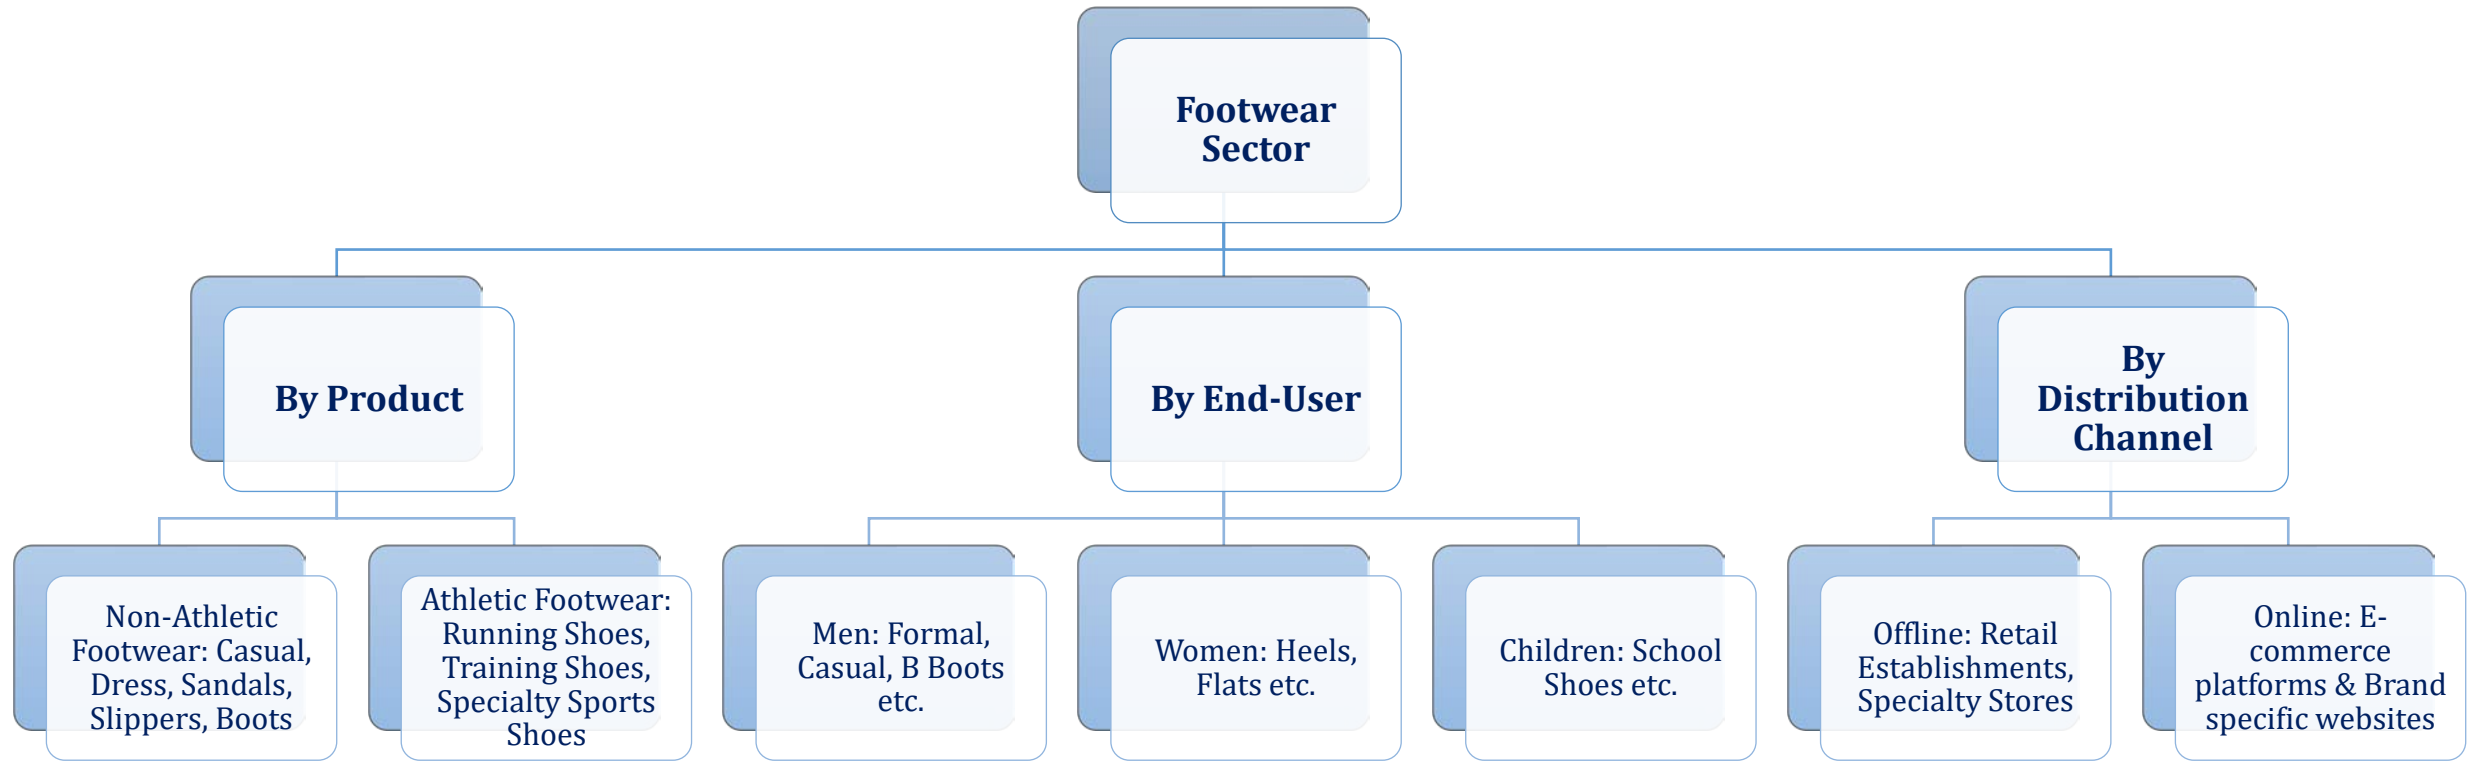 Footwear
Sector
By Product
By End-User
By
Distribution
Channel
Non-Athletic
Footwear: Casual,
Dress, Sandals,
Slippers, Boots
Athletic Footwear:
Running Shoes,
Training Shoes,
Specialty Sports
Shoes
Men: Formal,
Casual, B Boots
etc.
Women: Heels,
Flats etc.
Children: School
Shoes etc.
Offline: Retail
Establishments,
Specialty Stores
Online: E-
commerce
platforms & Brand
specific websites